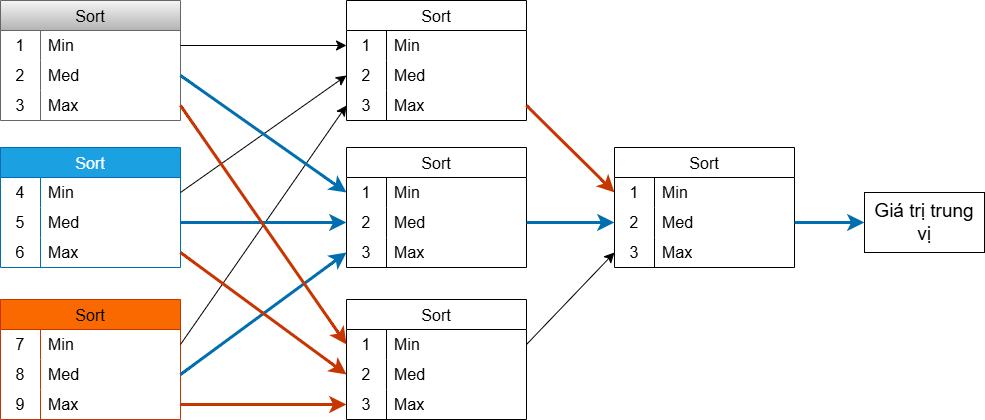 Sort
1 Min
2 Med
3 Max
Sort
4 Min
5 Med
6 Max
Sort
7 Min
8 Med
9 Max
Sort
1 Min
2 Med
3 Max
Sort
1 Min
2 Med
3 Max
Sort
1 Min
2 Med
3 Max
Sort
1 Min
2 Med
3 Max
Giá trị trung
vị